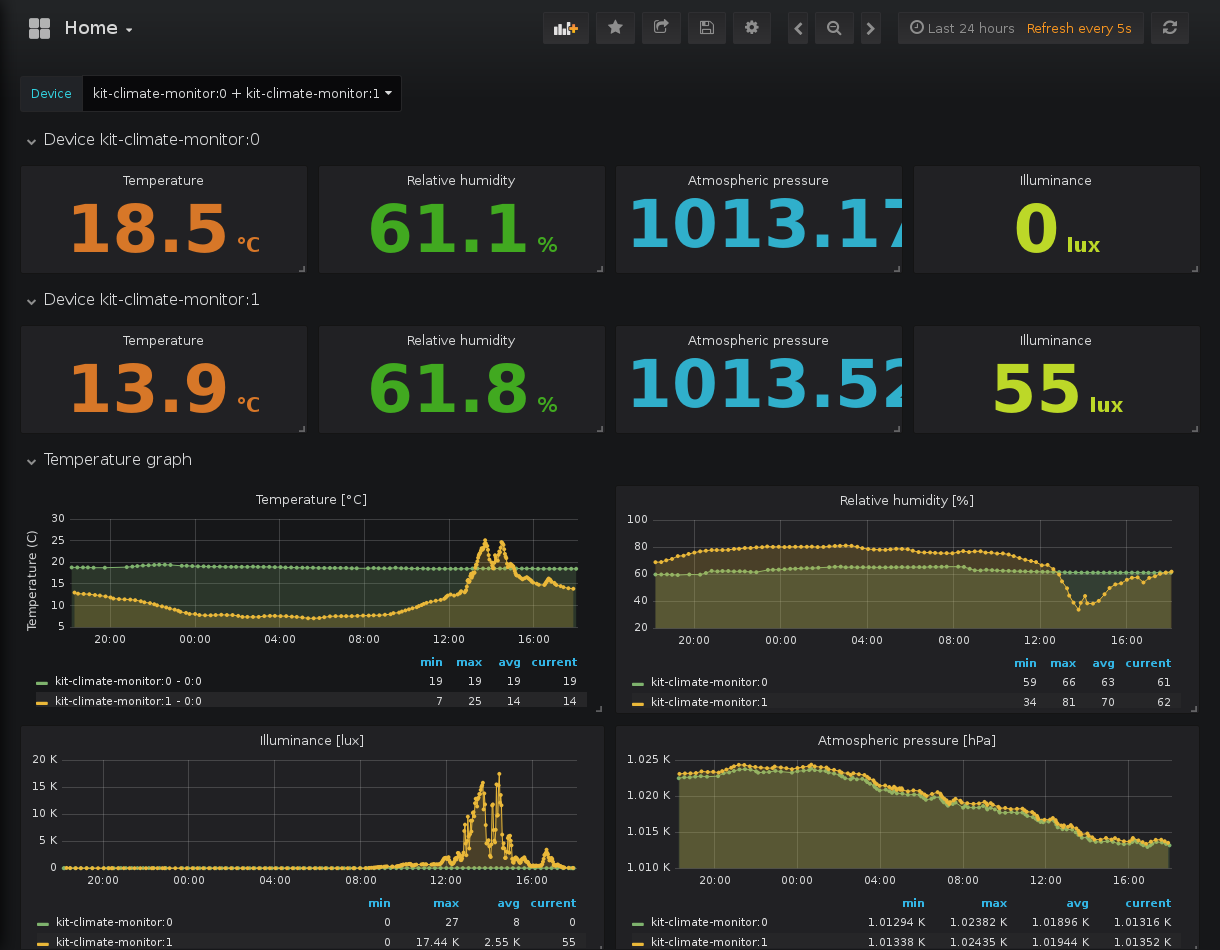 Home
Last 24 hours Refresh every 5s
Device kit-climate-monitor:0 + kit-climate-monitor:1
Device kit-climate-monitor:0
Temperature Relative humidity Atmospheric pressure Illuminance
18.5 °C 61.1 % 1013.17 0 lux
Device kit-climate-monitor:1
Temperature Relative humidity Atmospheric pressure Illuminance
13.9 °C 61.8 % 1013.52 55 lux
Temperature graph
Temperature [°C]
Temperature (C)
30
25
20
15
10
5
20:00 00:00 04:00 08:00 12:00 16:00
min max avg current
kit-climate-monitor:0 - 0:0 19 19 19 19
kit-climate-monitor:1 - 0:0 7 25 14 14
Relative humidity [%]
100
80
60
40
20
20:00 00:00 04:00 08:00 12:00 16:00
min max avg current
kit-climate-monitor:0 59 66 63 61
kit-climate-monitor:1 34 81 70 62
Illuminance [lux]
20 K
15 K
10 K
5 K
0
20:00 00:00 04:00 08:00 12:00 16:00
min max avg current
kit-climate-monitor:0 0 27 8 0
kit-climate-monitor:1 0 17.44 K 2.55 K 55
Atmospheric pressure [hPa]
1.025 K
1.020 K
1.015 K
1.010 K
20:00 00:00 04:00 08:00 12:00 16:00
min max avg current
kit-climate-monitor:0 1.01294 K 1.02382 K 1.01896 K 1.01316 K
kit-climate-monitor:1 1.01338 K 1.02435 K 1.01944 K 1.01352 K